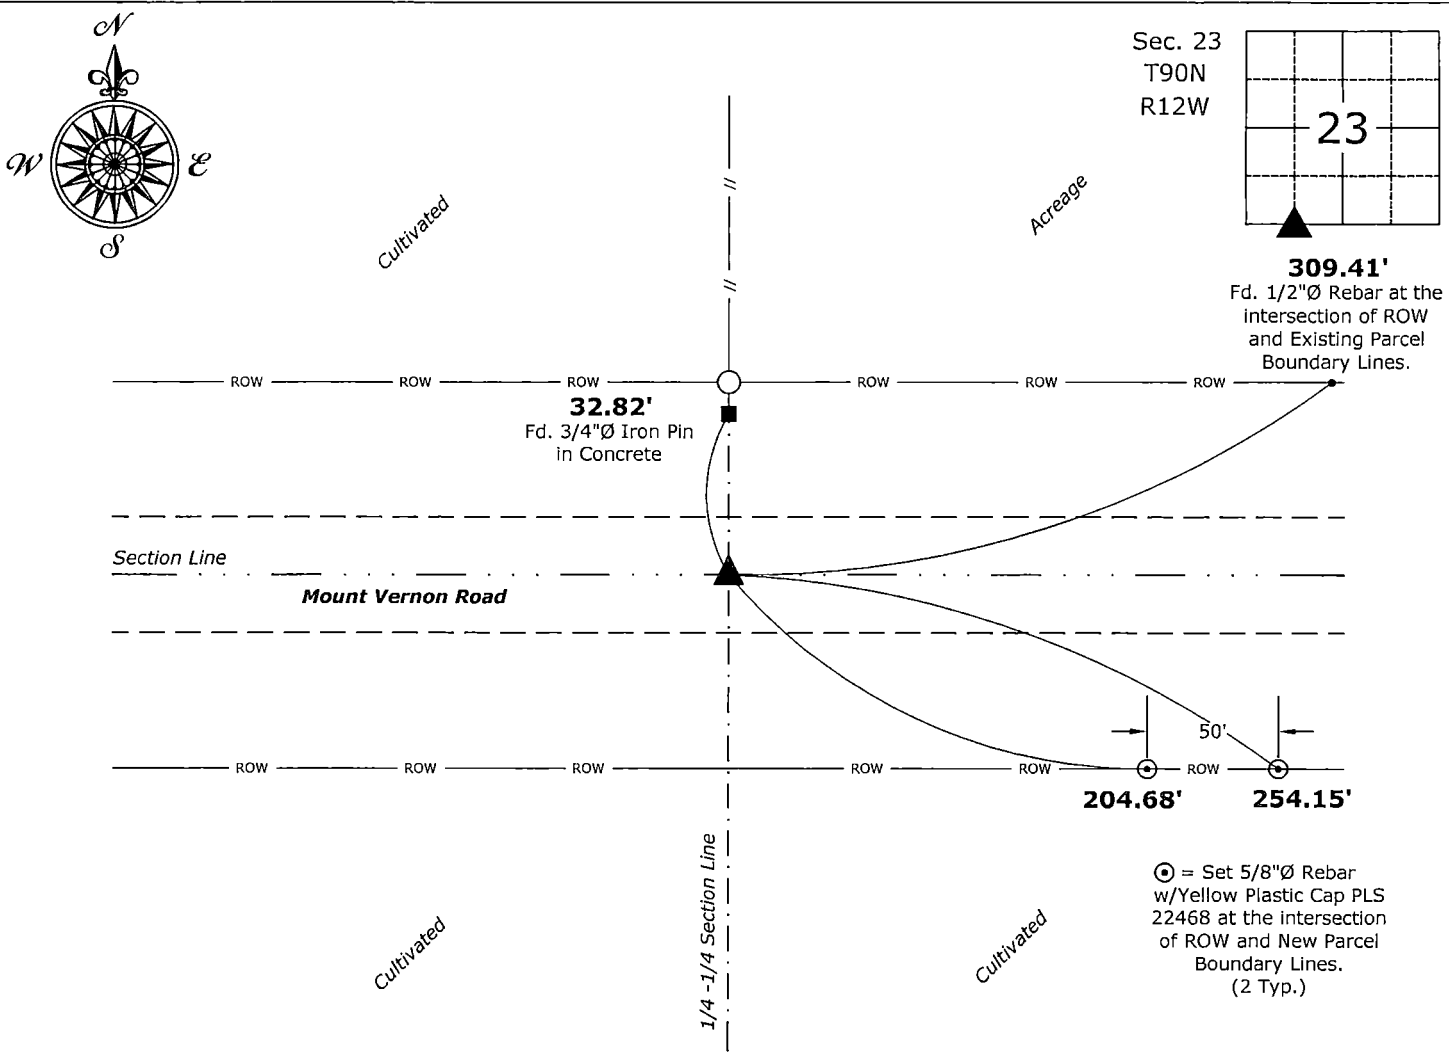 N
W
E
S
Sec. 23
T90N
R12W
23
Cultivated
Acreage
309.41'
Fd. 1/2"Ø Rebar at the
intersection of ROW
and Existing Parcel
Boundary Lines.
ROW ROW ROW ROW ROW ROW
32.82'
Fd. 3/4"Ø Iron Pin
in Concrete
Section Line
Mount Vernon Road
50'
ROW ROW ROW ROW ROW ROW
204.68' 254.15'
1/4 -1/4 Section Line
= Set 5/8"Ø Rebar
w/Yellow Plastic Cap PLS
22468 at the intersection
of ROW and New Parcel
Boundary Lines.
(2 Typ.)
Cultivated
Cultivated